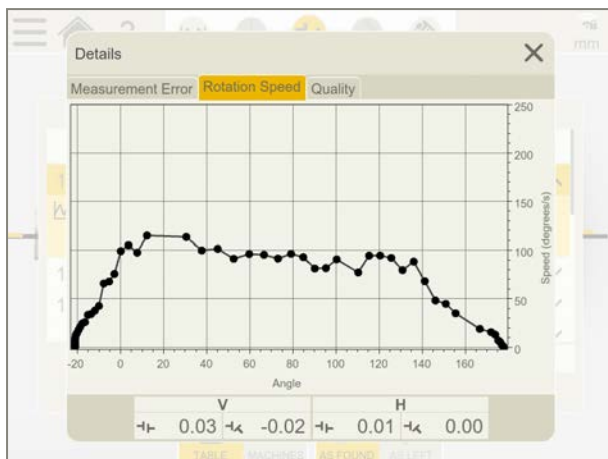 ?
mm
Details
Measurement Error Rotation Speed Quality
250
200
150
100
50
0
Speed (degrees/s)
-20 0 20 40 60 80 100 120 140 160
Angle
V H
0.03 -0.02 0.01 0.00
TABLE MACHINES AS FOUND AS LEFT